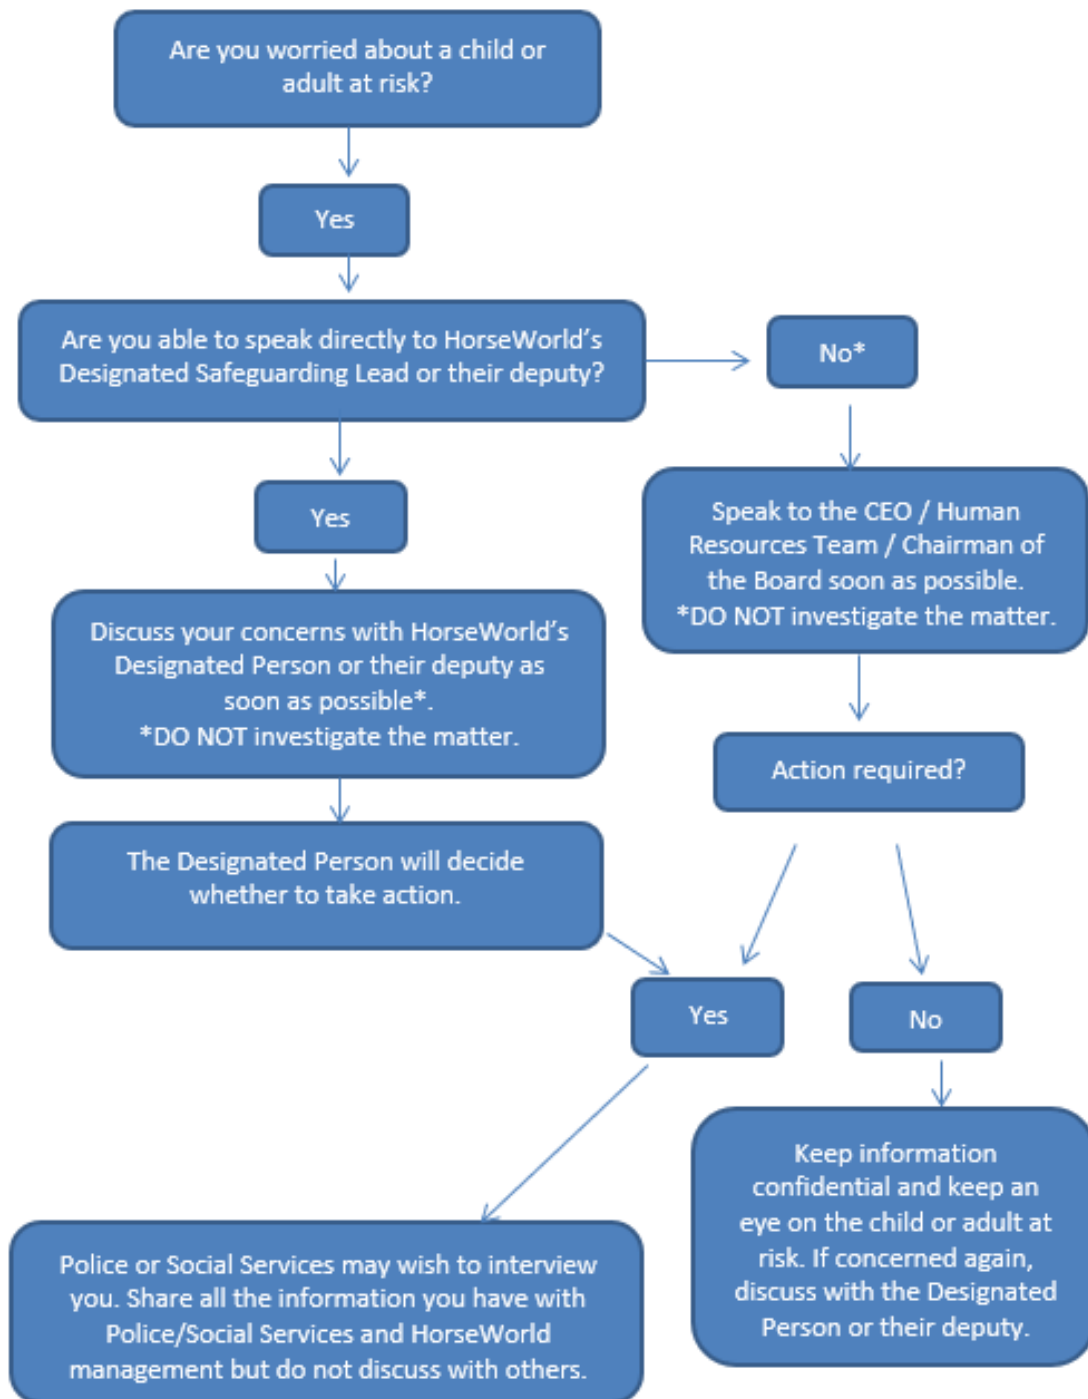 Are you worried about a child or
adult at risk?
Yes
Are you able to speak directly to HorseWorld's
Designated Safeguarding Lead or their deputy?
No*
Yes
Speak to the CEO / Human
Resources Team / Chairman of
the Board soon as possible.
*DO NOT investigate the matter.
Discuss your concerns with HorseWorld's
Designated Person or their deputy as
soon as possible*.
*DO NOT investigate the matter.
Action required?
The Designated Person will decide
whether to take action.
Yes
No
Keep information
confidential and keep an
eye on the child or adult at
risk. If concerned again,
discuss with the Designated
Person or their deputy.
Police or Social Services may wish to interview
you. Share all the information you have with
Police/Social Services and HorseWorld
management but do not discuss with others.